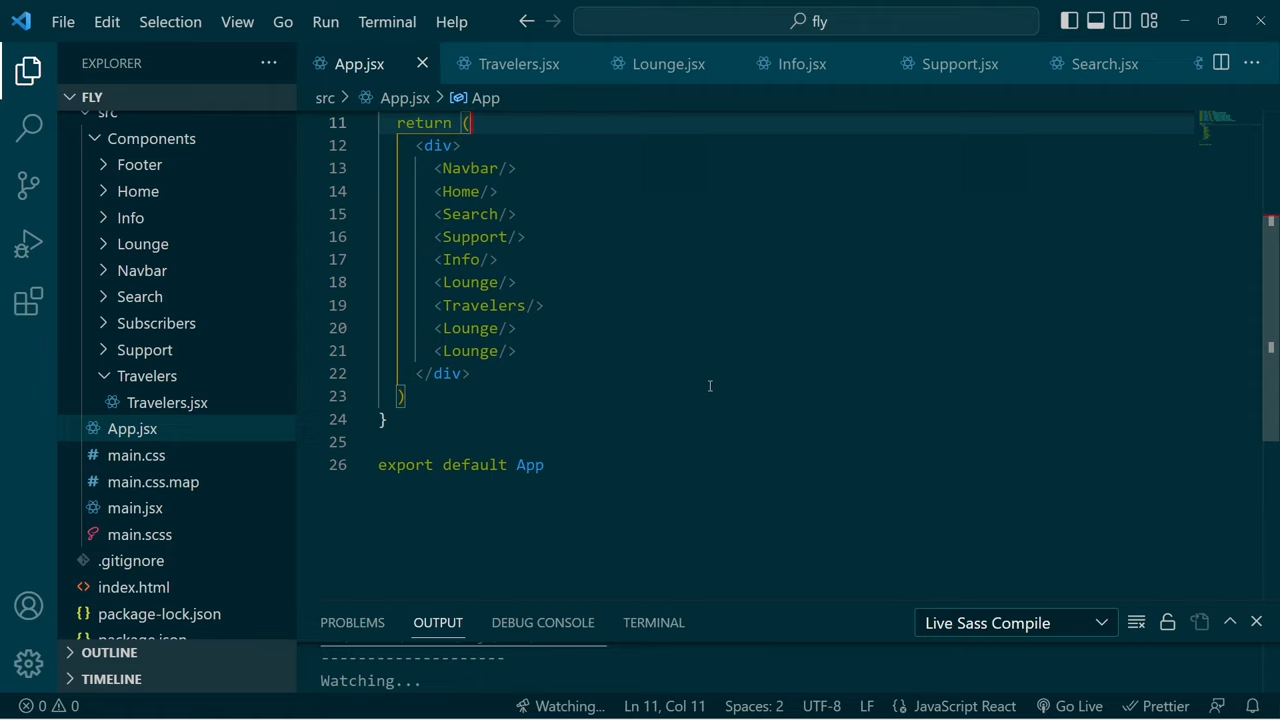 File Edit Selection View Go Run Terminal Help
fly
EXPLORER
App.jsx
Travelers.jsx
Lounge.jsx
Info.jsx
Support.jsx
Search.jsx
FLY
src > App.jsx > App
src
Components
Footer
Home
Info
Lounge
Navbar
Search
Subscribers
Support
Travelers
Travelers.jsx
App.jsx
main.css
main.css.map
main.jsx
main.scss
.gitignore
index.html
package-lock.json
package.json
OUTLINE
TIMELINE
11 return (
12 <div>
13 <Navbar/>
14 <Home/>
15 <Search/>
16 <Support/>
17 <Info/>
18 <Lounge/>
19 <Travelers/>
20 <Lounge/>
21 <Lounge/>
22 </div>
23 )
24 }
25
26 export default App
PROBLEMS OUTPUT DEBUG CONSOLE TERMINAL
Live Sass Compile
--------------------
Watching...
0 0
Watching...
Ln 11, Col 11
Spaces: 2
UTF-8
LF
JavaScript React
Go Live
Prettier